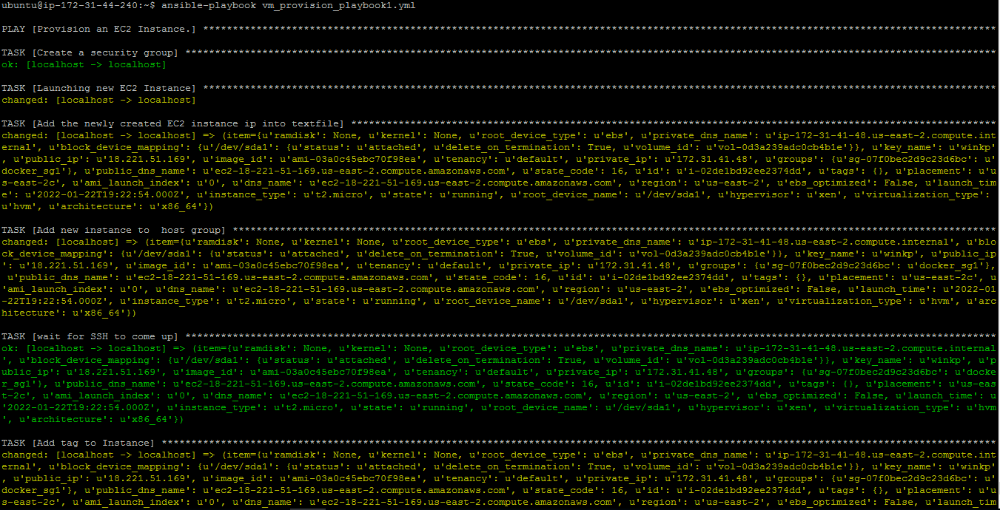 ubuntu@ip-172-31-44-240:~$ ansible-playbook vm_provision_playbook1.yml
PLAY [Provision an EC2 Instance.] **************************************************************************************************************************************
TASK [Create a security group] *****************************************************************************************************************************************
ok: [localhost -> localhost]
TASK [Launching new EC2 Instance] **************************************************************************************************************************************
changed: [localhost -> localhost]
TASK [Add the newly created EC2 instance ip into textfile] *************************************************************************************************************
changed: [localhost -> localhost] => (item={u'ramdisk': None, u'kernel': None, u'root_device_type': u'ebs', u'private_dns_name': u'ip-172-31-41-48.us-east-2.compute.int
ernal', u'block_device_mapping': {u'/dev/sda1': {u'status': u'attached', u'delete_on_termination': True, u'volume_id': u'vol-0d3a239adc0cb4b1e'}}, u'key_name': u'winkp'
, u'public_ip': u'18.221.51.169', u'image_id': u'ami-03a0c45ebc70f98ea', u'tenancy': u'default', u'private_ip': u'172.31.41.48', u'groups': {u'sg-07f0bec2d9c23d6bc': u'
docker_sg1'}, u'public_dns_name': u'ec2-18-221-51-169.us-east-2.compute.amazonaws.com', u'state_code': 16, u'id': u'i-02de1bd92ee2374dd', u'tags': {}, u'placement': u'u
s-east-2c', u'ami_launch_index': u'0', u'dns_name': u'ec2-18-221-51-169.us-east-2.compute.amazonaws.com', u'region': u'us-east-2', u'ebs_optimized': False, u'launch_tim
e': u'2022-01-22T19:22:54.000Z', u'instance_type': u't2.micro', u'state': u'running', u'root_device_name': u'/dev/sda1', u'hypervisor': u'xen', u'virtualization_type':
u'hvm', u'architecture': u'x86_64'})
TASK [Add new instance to  host group] *********************************************************************************************************************************
changed: [localhost] => (item={u'ramdisk': None, u'kernel': None, u'root_device_type': u'ebs', u'private_dns_name': u'ip-172-31-41-48.us-east-2.compute.internal', u'blo
ck_device_mapping': {u'/dev/sda1': {u'status': u'attached', u'delete_on_termination': True, u'volume_id': u'vol-0d3a239adc0cb4b1e'}}, u'key_name': u'winkp', u'public_ip
': u'18.221.51.169', u'image_id': u'ami-03a0c45ebc70f98ea', u'tenancy': u'default', u'private_ip': u'172.31.41.48', u'groups': {u'sg-07f0bec2d9c23d6bc': u'docker_sg1'},
 u'public_dns_name': u'ec2-18-221-51-169.us-east-2.compute.amazonaws.com', u'state_code': 16, u'id': u'i-02de1bd92ee2374dd', u'tags': {}, u'placement': u'us-east-2c', u
'ami_launch_index': u'0', u'dns_name': u'ec2-18-221-51-169.us-east-2.compute.amazonaws.com', u'region': u'us-east-2', u'ebs_optimized': False, u'launch_time': u'2022-01
-22T19:22:54.000Z', u'instance_type': u't2.micro', u'state': u'running', u'root_device_name': u'/dev/sda1', u'hypervisor': u'xen', u'virtualization_type': u'hvm', u'arc
hitecture': u'x86_64'})
TASK [wait for SSH to come up] *****************************************************************************************************************************************
ok: [localhost -> localhost] => (item={u'ramdisk': None, u'kernel': None, u'root_device_type': u'ebs', u'private_dns_name': u'ip-172-31-41-48.us-east-2.compute.internal
', u'block_device_mapping': {u'/dev/sda1': {u'status': u'attached', u'delete_on_termination': True, u'volume_id': u'vol-0d3a239adc0cb4b1e'}}, u'key_name': u'winkp', u'p
ublic_ip': u'18.221.51.169', u'image_id': u'ami-03a0c45ebc70f98ea', u'tenancy': u'default', u'private_ip': u'172.31.41.48', u'groups': {u'sg-07f0bec2d9c23d6bc': u'docke
r_sg1'}, u'public_dns_name': u'ec2-18-221-51-169.us-east-2.compute.amazonaws.com', u'state_code': 16, u'id': u'i-02de1bd92ee2374dd', u'tags': {}, u'placement': u'us-eas
t-2c', u'ami_launch_index': u'0', u'dns_name': u'ec2-18-221-51-169.us-east-2.compute.amazonaws.com', u'region': u'us-east-2', u'ebs_optimized': False, u'launch_time': u
'2022-01-22T19:22:54.000Z', u'instance_type': u't2.micro', u'state': u'running', u'root_device_name': u'/dev/sda1', u'hypervisor': u'xen', u'virtualization_type': u'hvm
', u'architecture': u'x86_64'})
TASK [Add tag to Instance] *********************************************************************************************************************************************
changed: [localhost -> localhost] => (item={u'ramdisk': None, u'kernel': None, u'root_device_type': u'ebs', u'private_dns_name': u'ip-172-31-41-48.us-east-2.compute.int
ernal', u'block_device_mapping': {u'/dev/sda1': {u'status': u'attached', u'delete_on_termination': True, u'volume_id': u'vol-0d3a239adc0cb4b1e'}}, u'key_name': u'winkp'
, u'public_ip': u'18.221.51.169', u'image_id': u'ami-03a0c45ebc70f98ea', u'tenancy': u'default', u'private_ip': u'172.31.41.48', u'groups': {u'sg-07f0bec2d9c23d6bc': u'
docker_sg1'}, u'public_dns_name': u'ec2-18-221-51-169.us-east-2.compute.amazonaws.com', u'state_code': 16, u'id': u'i-02de1bd92ee2374dd', u'tags': {}, u'placement': u'u
s-east-2c', u'ami_launch_index': u'0', u'dns_name': u'ec2-18-221-51-169.us-east-2.compute.amazonaws.com', u'region': u'us-east-2', u'ebs_optimized': False, u'launch_tim